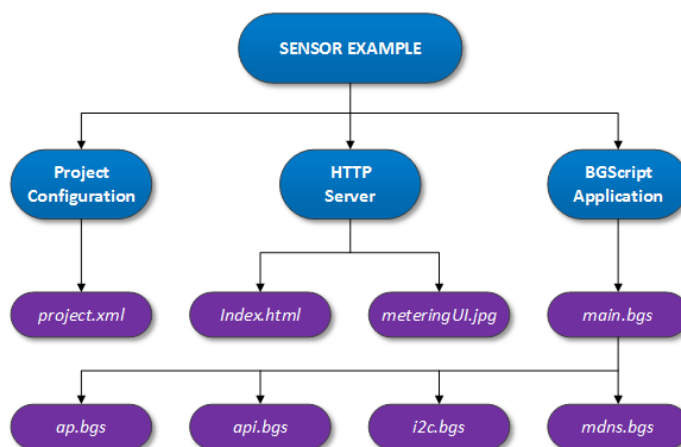 SENSOR EXAMPLE
Project
Configuration
HTTP
Server
BGScript
Application
project.xml
Index.html
meteringUI.jpg
main.bgs
ap.bgs
api.bgs
i2c.bgs
mdns.bgs